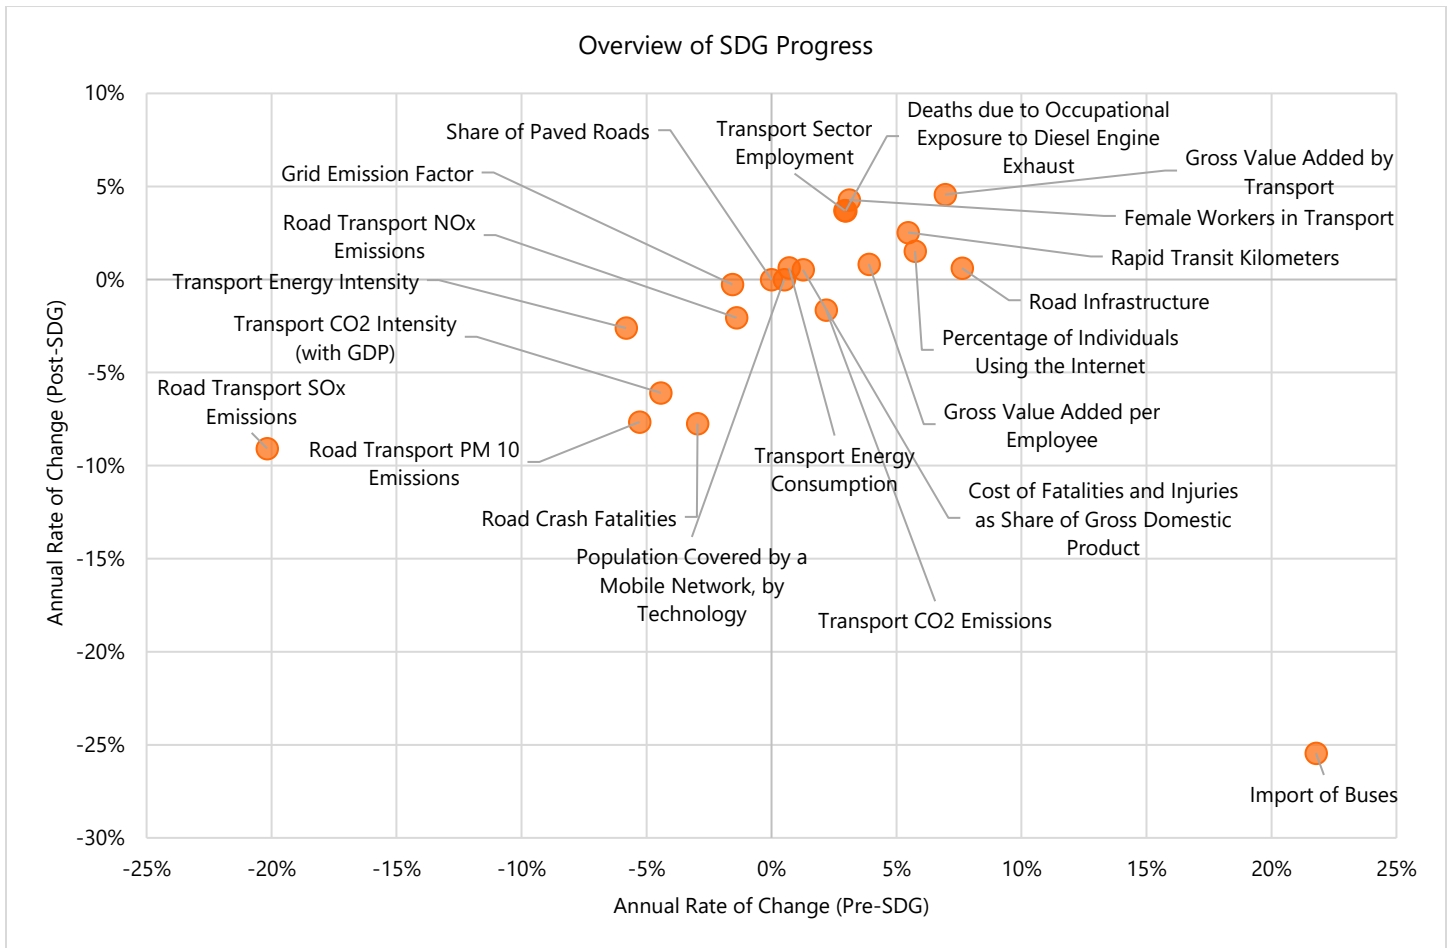 Overview of SDG Progress
10%
5%
0%
-5%
-10%
-15%
-20%
-25%
-30%
Annual Rate of Change (Post-SDG)
Share of Paved Roads
Transport Sector
Employment
Deaths due to Occupational
Exposure to Diesel Engine
Exhaust
Gross Value Added by
Transport
Grid Emission Factor
Female Workers in Transport
Road Transport NOx
Emissions
Rapid Transit Kilometers
Transport Energy Intensity
Road Infrastructure
Transport CO2 Intensity
(with GDP)
Percentage of Individuals
Using the Internet
Road Transport SOx
Emissions
Gross Value Added per
Employee
Road Transport PM 10
Emissions
Transport Energy
Consumption
Cost of Fatalities and Injuries
as Share of Gross Domestic
Product
Road Crash Fatalities
Population Covered by a
Mobile Network, by
Technology
Transport CO2 Emissions
Import of Buses
-25%
-20%
-15%
-10%
-5%
0%
5%
10%
15%
20%
25%
Annual Rate of Change (Pre-SDG)